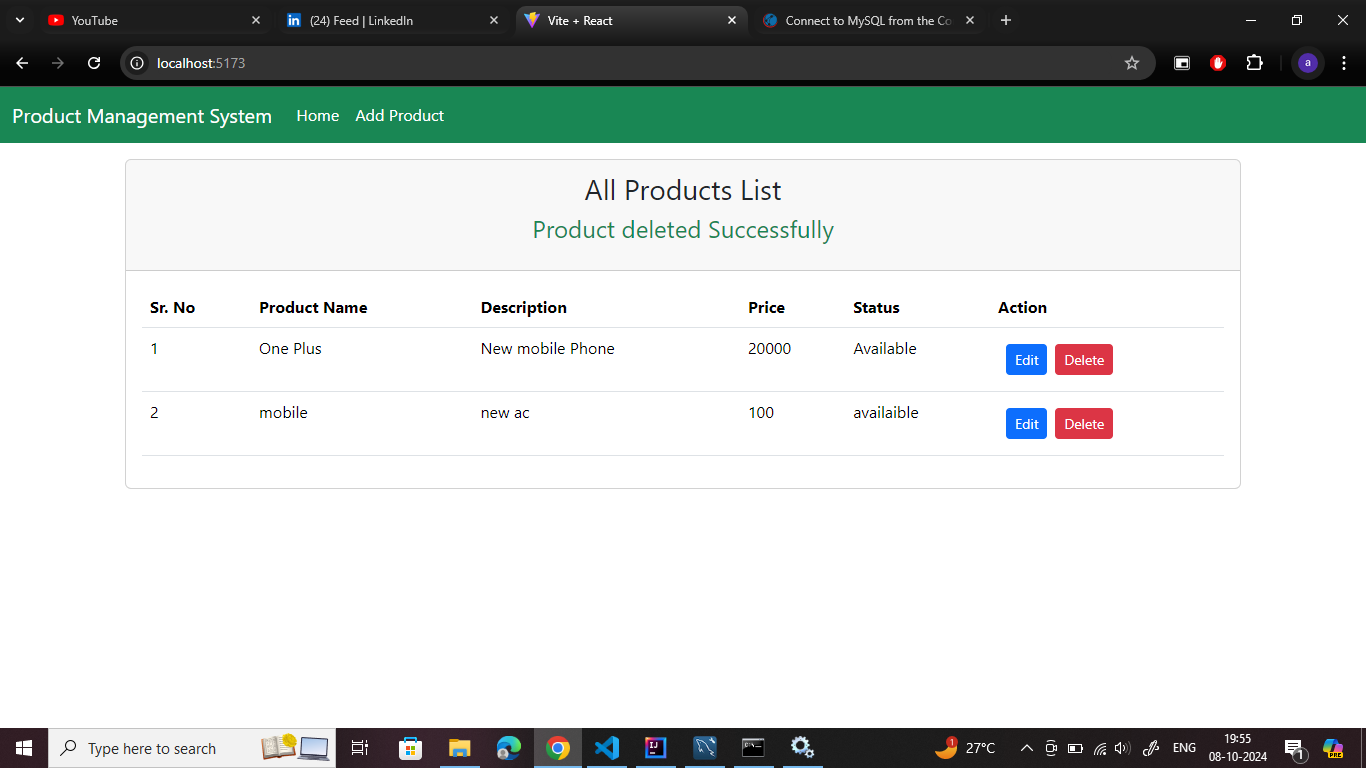 YouTube
(24) Feed | LinkedIn
Vite + React
Connect to MySQL from the Co
localhost:5173
a
Product Management System Home Add Product
All Products List
Product deleted Successfully
Sr. No Product Name Description Price Status Action
1 One Plus New mobile Phone 20000 Available Edit Delete
2 mobile new ac 100 availaible Edit Delete
Type here to search
1
27°C
ENG
19:55
08-10-2024
1
PRE